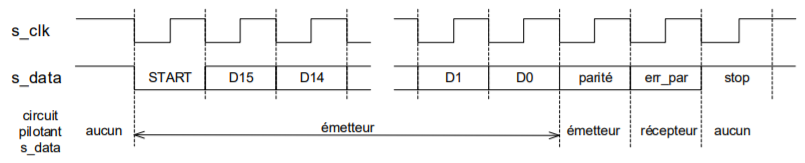 s_clk
s_data START D15 D14 D1 D0 parité err_par stop
circuit
pilotant aucun émetteur émetteur récepteur aucun
s_data